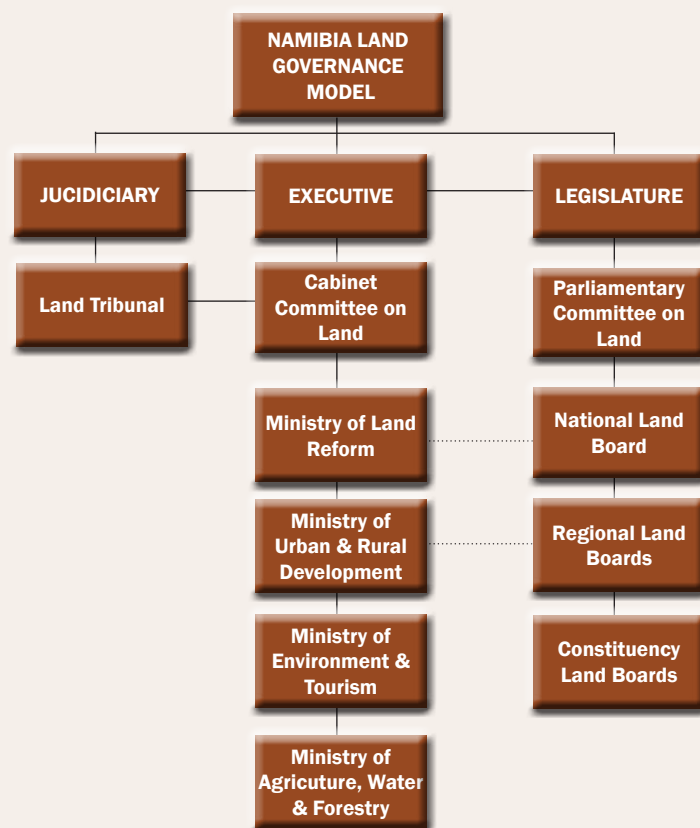 NAMIBIA LAND
GOVERNANCE
MODEL
JUCIDICIARY
EXECUTIVE
LEGISLATURE
Land Tribunal
Cabinet
Committee on
Land
Parliamentary
Committee on
Land
Ministry of Land
Reform
National Land
Board
Ministry of
Urban & Rural
Development
Regional Land
Boards
Ministry of
Environment &
Tourism
Constituency
Land Boards
Ministry of
Agricuture, Water
& Forestry